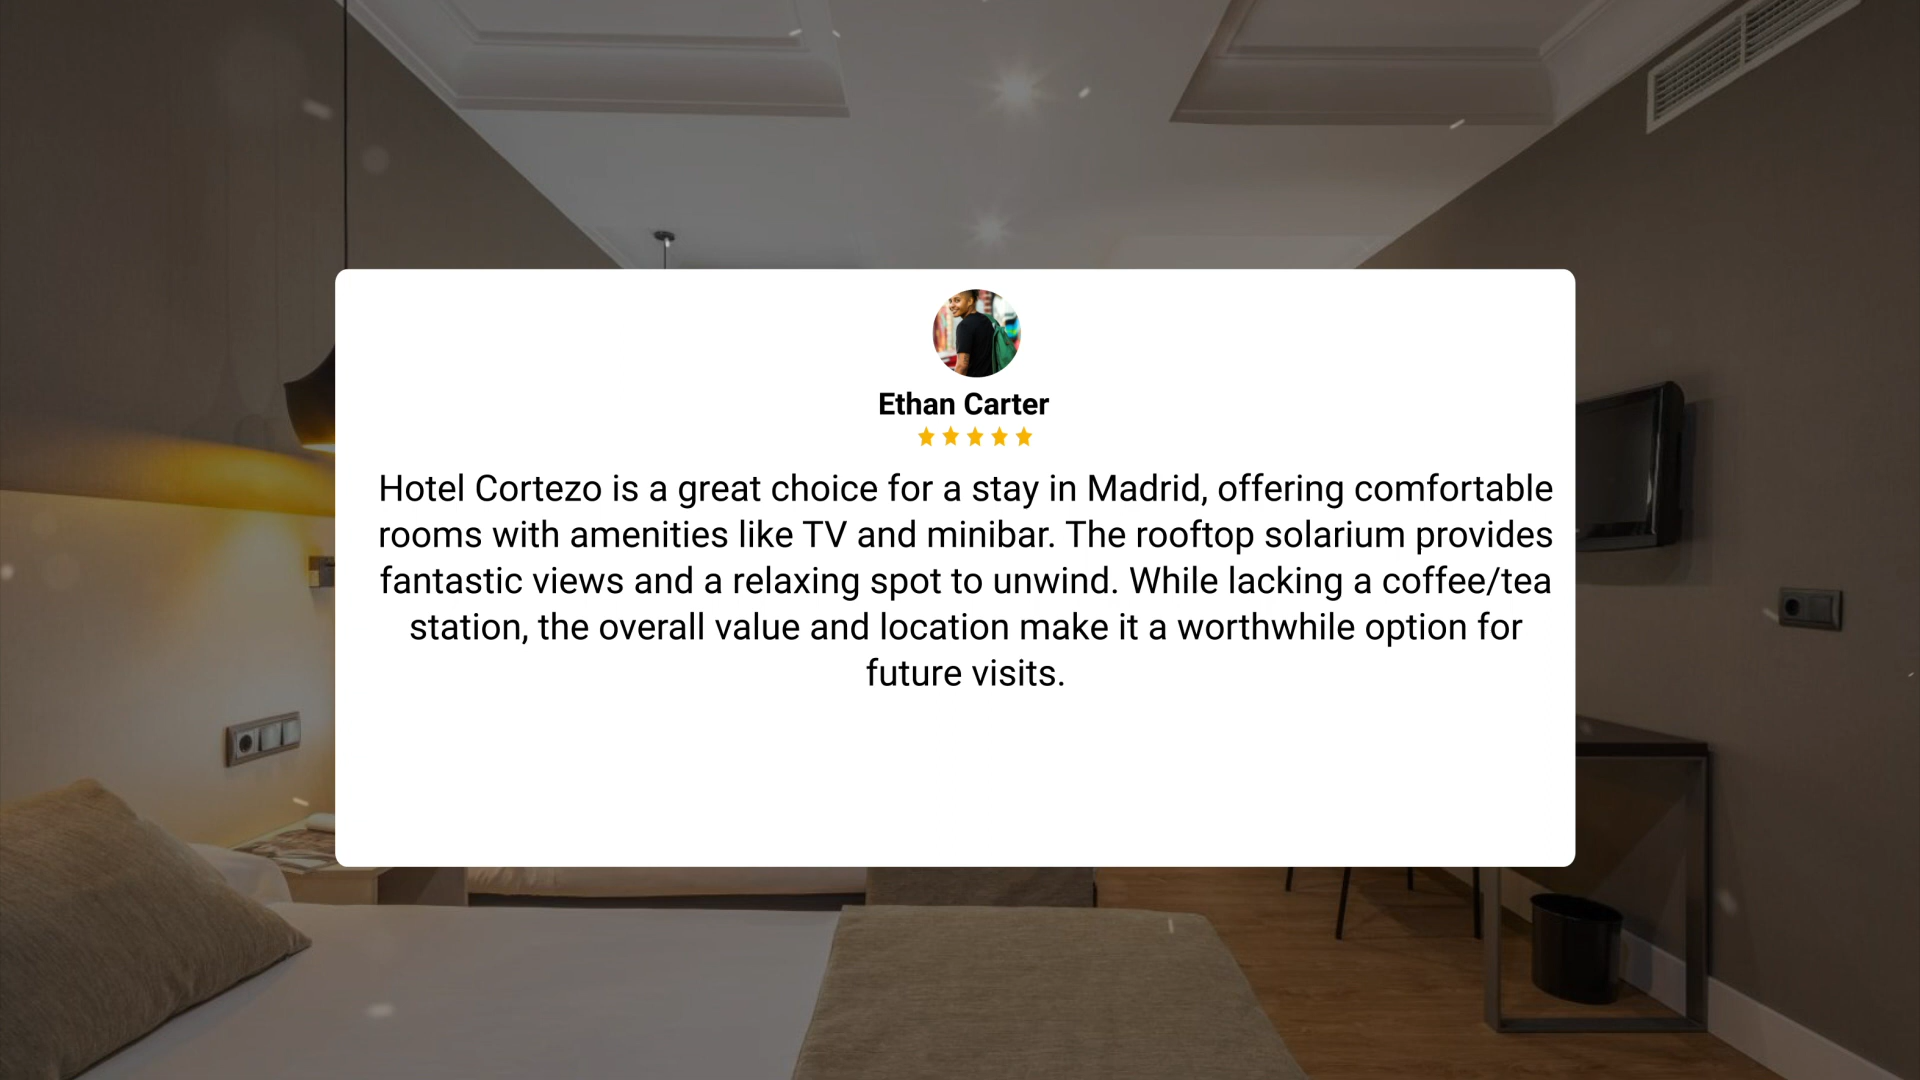 Ethan Carter
Hotel Cortezo is a great choice for a stay in Madrid, offering comfortable
rooms with amenities like TV and minibar. The rooftop solarium provides
fantastic views and a relaxing spot to unwind. While lacking a coffee/tea
station, the overall value and location make it a worthwhile option for
future visits.